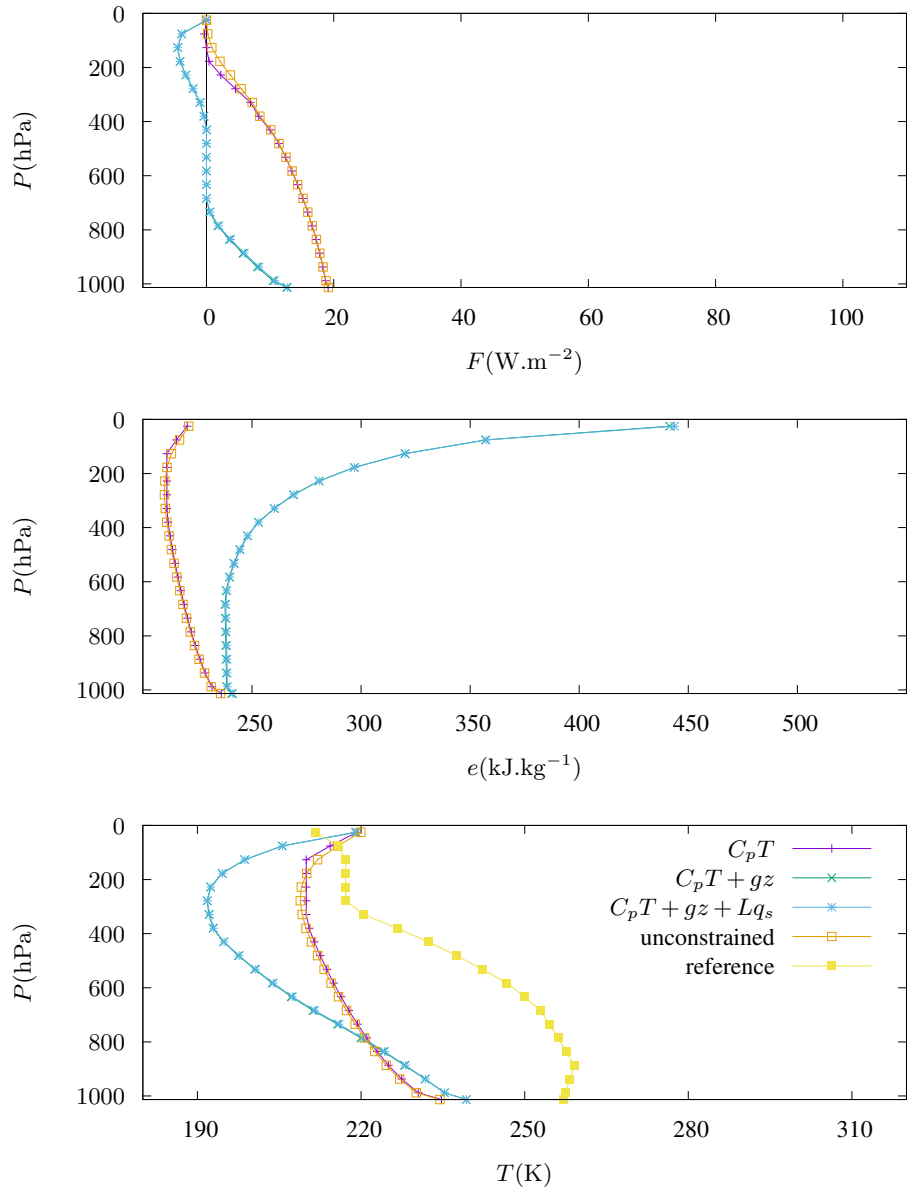 0
200
400
600
800
1000
P(hPa)
0 20 40 60 80 100
F(W.m⁻²)
0
200
400
600
800
1000
P(hPa)
250 300 350 400 450 500
e(kJ.kg⁻¹)
0
200
400
600
800
1000
P(hPa)
CₚT
CₚT + gz
CₚT + gz + Lqₛ
unconstrained
reference
190 220 250 280 310
T(K)